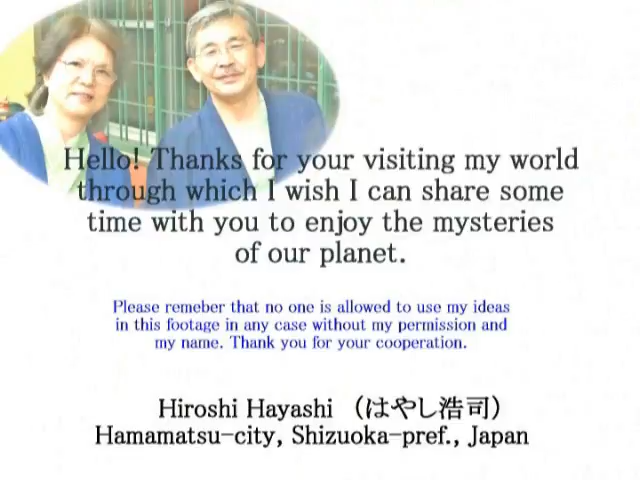 Hello! Thanks for your visiting my world
through which I wish I can share some
time with you to enjoy the mysteries
of our planet.
Please remeber that no one is allowed to use my ideas
in this footage in any case without my permission and
my name. Thank you for your cooperation.
Hiroshi Hayashi （はやし浩司）
Hamamatsu-city, Shizuoka-pref., Japan